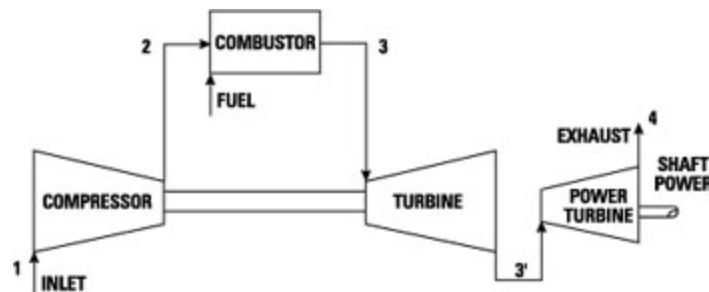 2
COMBUSTOR
3
FUEL
4
EXHAUST
SHAFT
POWER
COMPRESSOR
TURBINE
POWER
TURBINE
1
INLET
3'